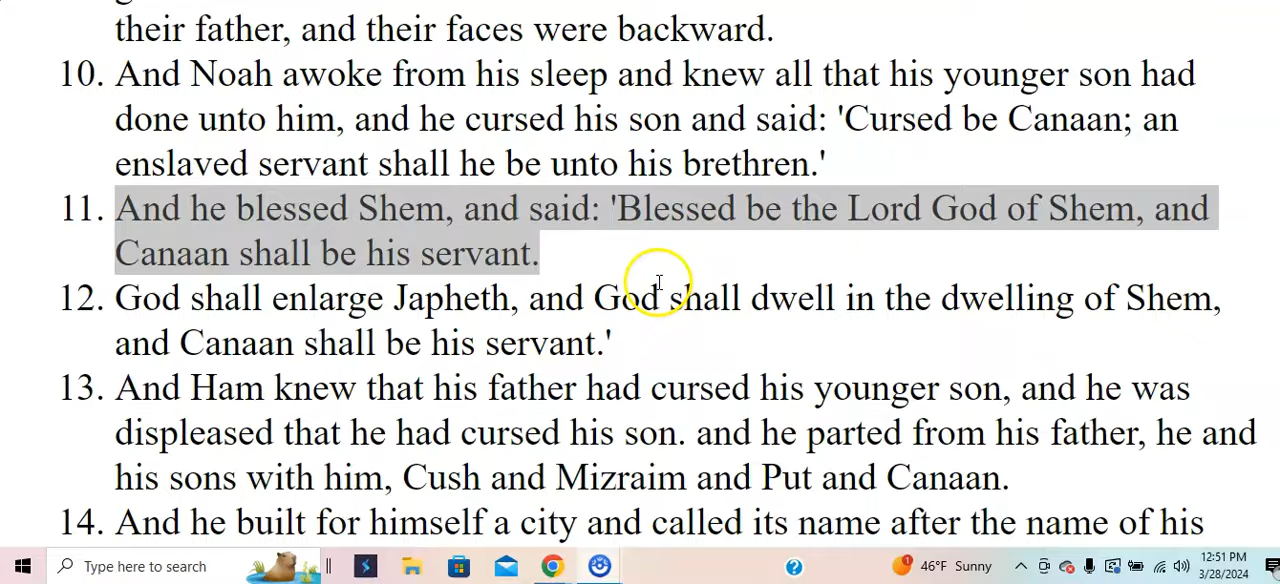 their father, and their faces were backward.
10. And Noah awoke from his sleep and knew all that his younger son had
done unto him, and he cursed his son and said: 'Cursed be Canaan; an
enslaved servant shall he be unto his brethren.'
11. And he blessed Shem, and said: 'Blessed be the Lord God of Shem, and
Canaan shall be his servant.
12. God shall enlarge Japheth, and God shall dwell in the dwelling of Shem,
and Canaan shall be his servant.'
13. And Ham knew that his father had cursed his younger son, and he was
displeased that he had cursed his son. and he parted from his father, he and
his sons with him, Cush and Mizraim and Put and Canaan.
14. And he built for himself a city and called its name after the name of his
Type here to search
46°F Sunny
12:51 PM
3/28/2024